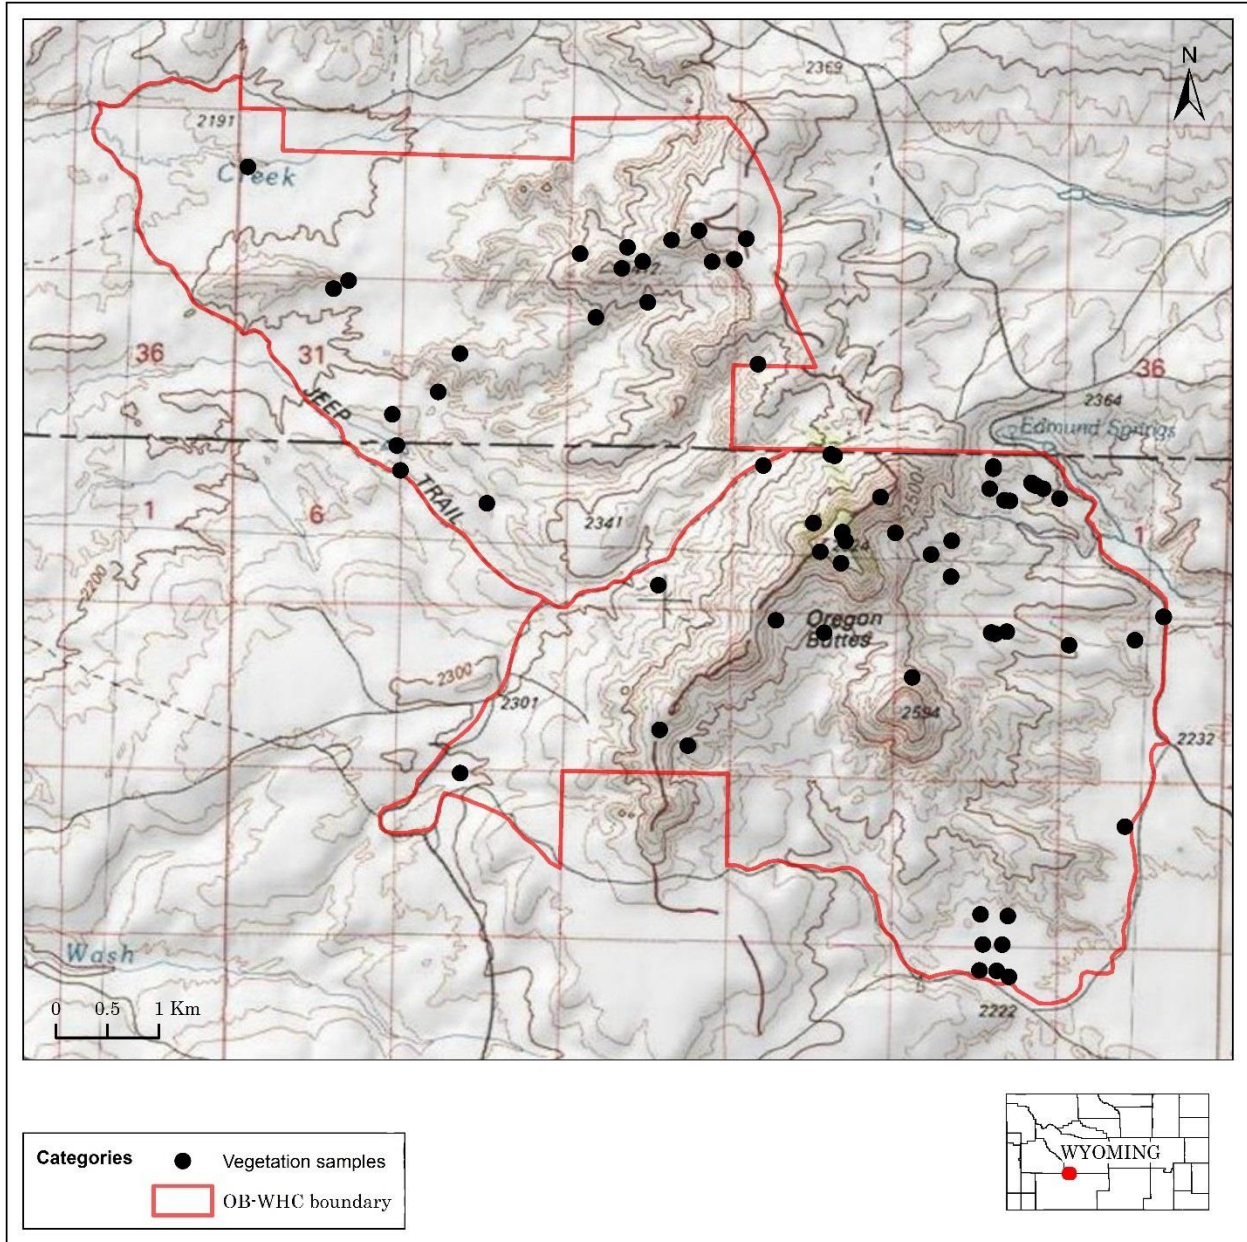 N
2369
2191
Creek
36
31
36
JEEP
2364
Edmund Springs
TRAIL
2500
1
6
2341
1
2200
Oregon
Buttes
2300
2301
2594
2232
Wash
0 0.5 1 Km
2222
Categories
Vegetation samples
OB-WHC boundary
WYOMING